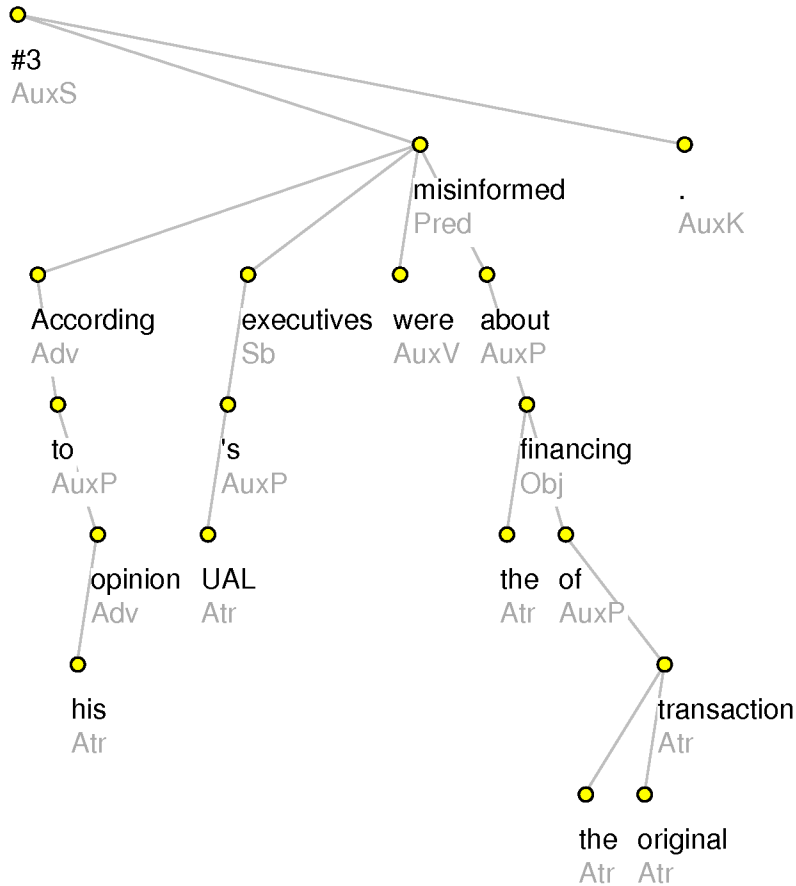 #3
AuxS
misinformed .
Pred AuxK
According executives were about
Adv Sb AuxV AuxP
to 's financing
AuxP AuxP Obj
opinion UAL the of
Adv Atr Atr AuxP
his transaction
Atr Atr
the original
Atr Atr